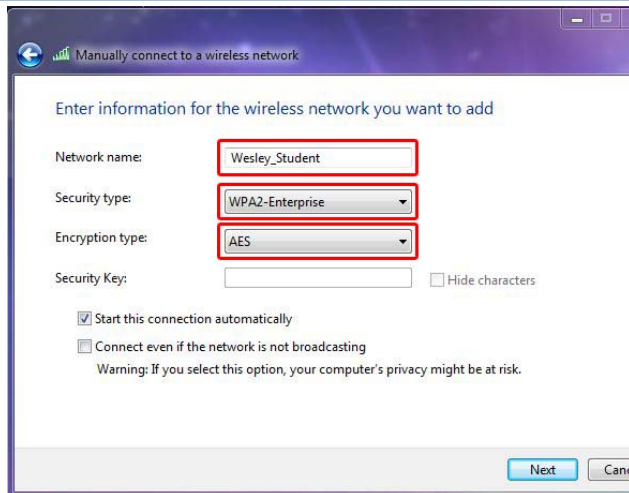 Manually connect to a wireless network
Enter information for the wireless network you want to add
Network name: Wesley_Student
Security type: WPA2-Enterprise
Encryption type: AES
Security Key: Hide characters
Start this connection automatically
Connect even if the network is not broadcasting
Warning: If you select this option, your computer's privacy might be at risk.
Next Canc